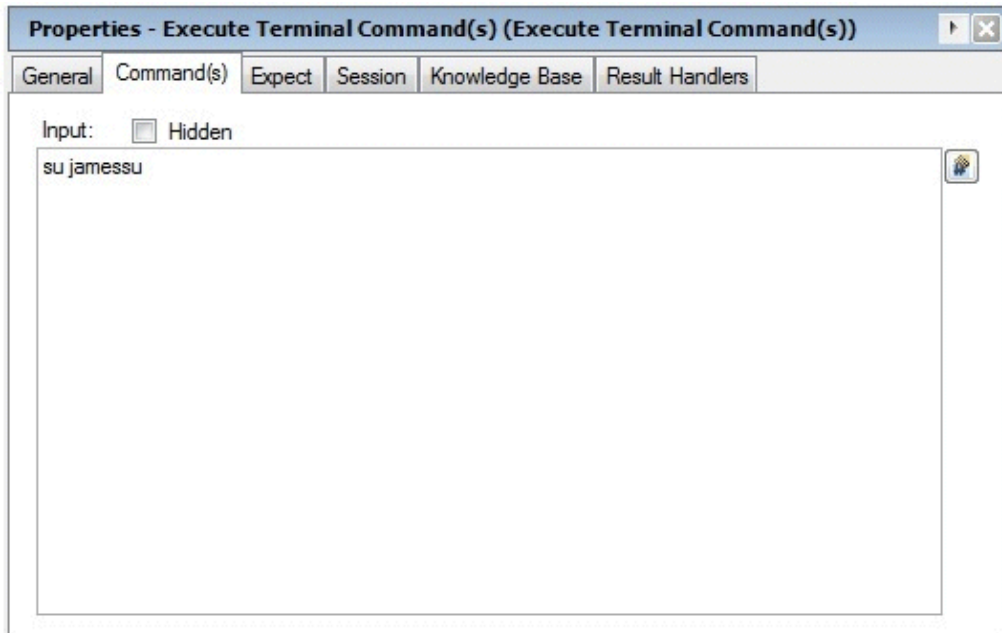 Properties - Execute Terminal Command(s) (Execute Terminal Command(s))
General Command(s) Expect Session Knowledge Base Result Handlers
Input: Hidden
su jamessu